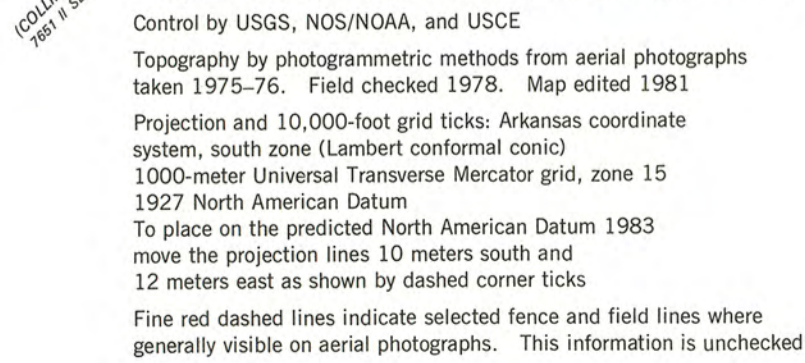 (COLLIN
7651 II S
Control by USGS, NOS/NOAA, and USCE
Topography by photogrammetric methods from aerial photographs
taken 1975–76. Field checked 1978. Map edited 1981
Projection and 10,000-foot grid ticks: Arkansas coordinate
system, south zone (Lambert conformal conic)
1000-meter Universal Transverse Mercator grid, zone 15
1927 North American Datum
To place on the predicted North American Datum 1983
move the projection lines 10 meters south and
12 meters east as shown by dashed corner ticks
Fine red dashed lines indicate selected fence and field lines where
generally visible on aerial photographs. This information is unchecked